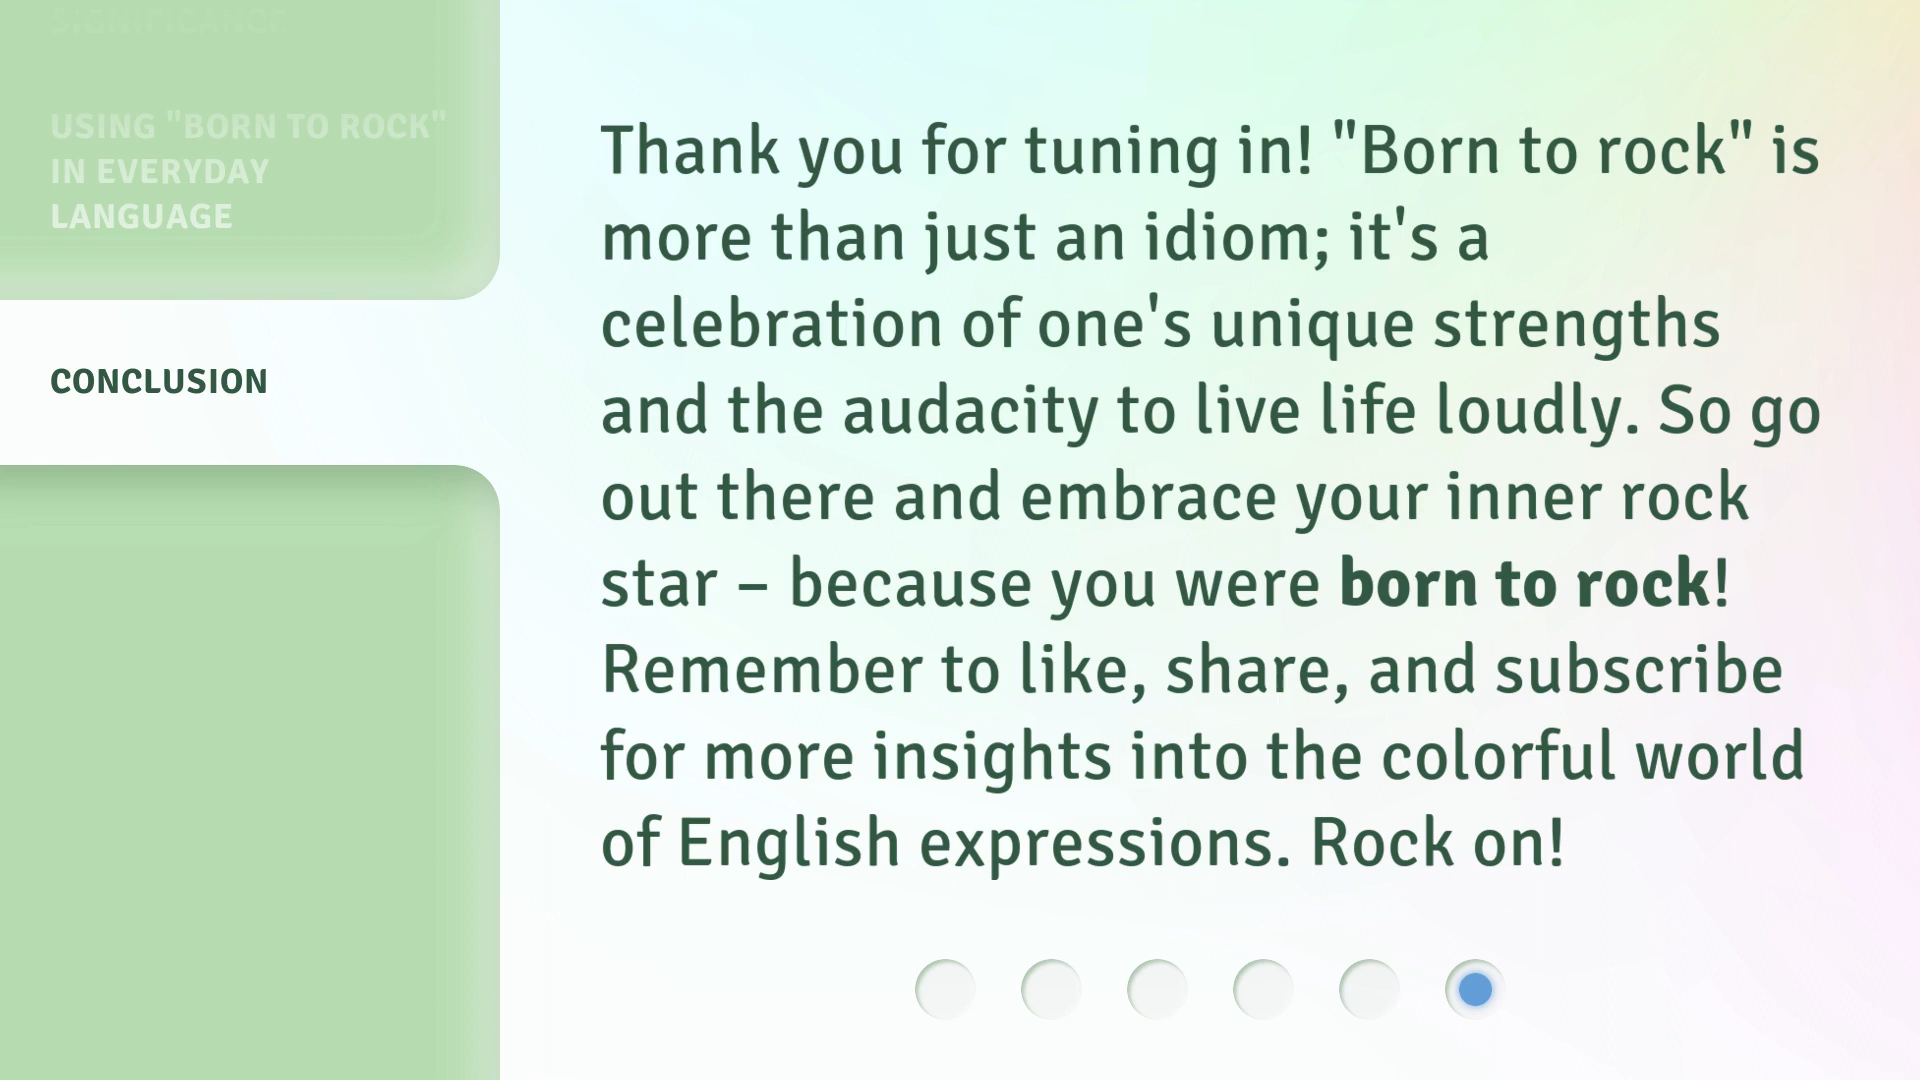 SIGNIFICANCE
USING "BORN TO ROCK"
IN EVERYDAY
LANGUAGE
CONCLUSION
Thank you for tuning in! "Born to rock" is
more than just an idiom; it's a
celebration of one's unique strengths
and the audacity to live life loudly. So go
out there and embrace your inner rock
star – because you were born to rock!
Remember to like, share, and subscribe
for more insights into the colorful world
of English expressions. Rock on!